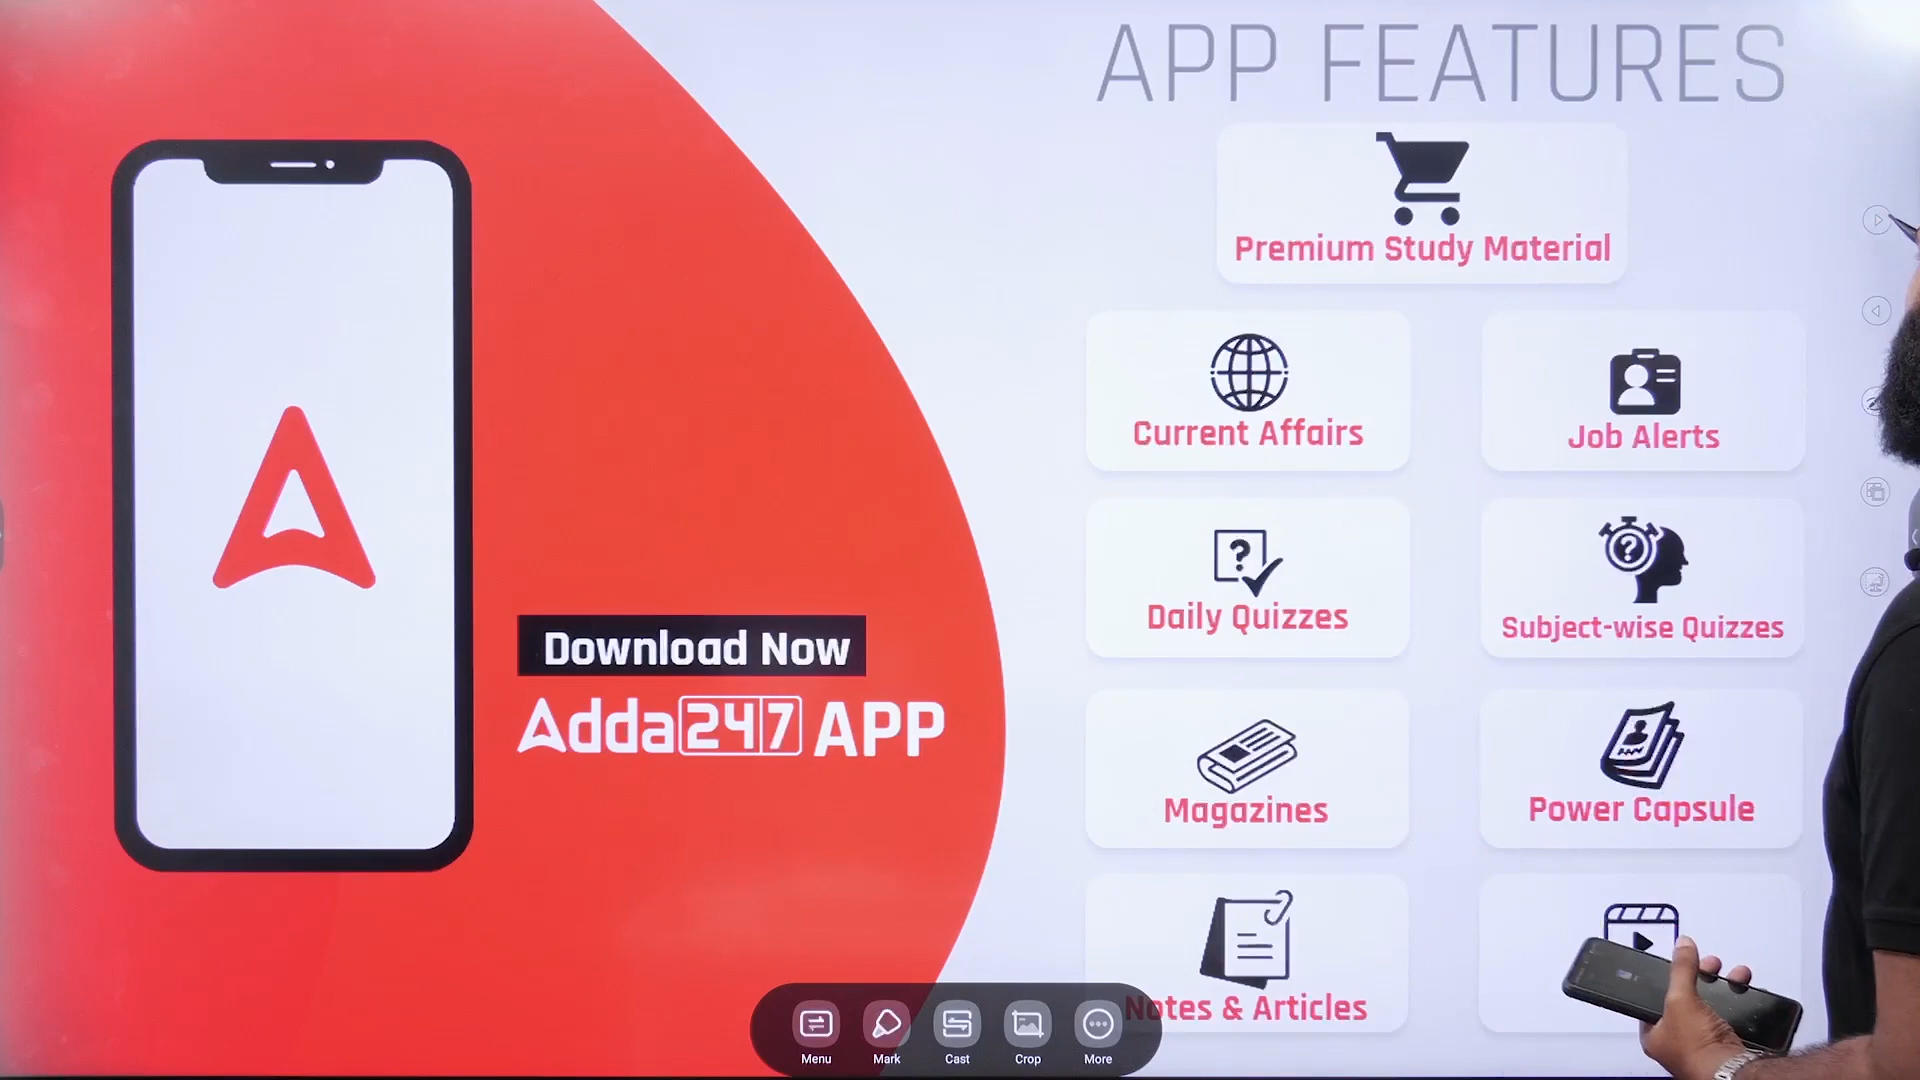 APP FEATURES
Premium Study Material
Current Affairs
Job Alerts
Daily Quizzes
Subject-wise Quizzes
Download Now
Adda247 APP
Magazines
Power Capsule
Notes & Articles
Menu
Mark
Cast
Crop
More